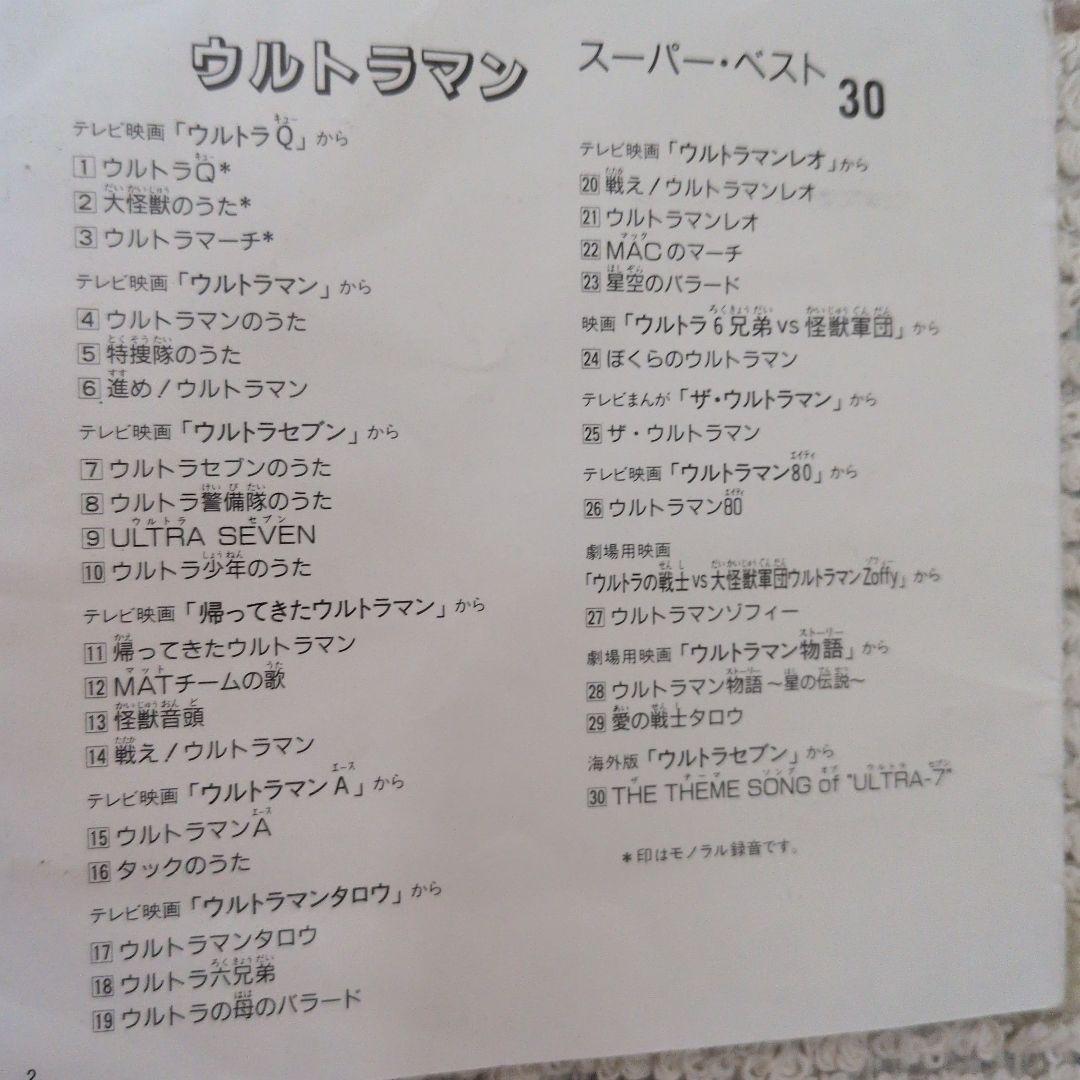 ウルトラマン スーパー・ベスト30
テレビ映画「ウルトラQ」から
1 ウルトラQ*
2 大怪獣のうた*
3 ウルトラマーチ*
テレビ映画「ウルトラマン」から
4 ウルトラマンのうた
5 特捜隊のうた
6 進め!ウルトラマン
テレビ映画「ウルトラセブン」から
7 ウルトラセブンのうた
8 ウルトラ警備隊のうた
9 ULTRA SEVEN
10 ウルトラ少年のうた
テレビ映画「帰ってきたウルトラマン」から
11 帰ってきたウルトラマン
12 MATチームの歌
13 怪獣音頭
14 戦え!ウルトラマン
テレビ映画「ウルトラマンA」から
15 ウルトラマンA
16 タックのうた
テレビ映画「ウルトラマンタロウ」から
17 ウルトラマンタロウ
18 ウルトラ六兄弟
19 ウルトラの母のバラード
テレビ映画「ウルトラマンレオ」から
20 戦え!ウルトラマンレオ
21 ウルトラマンレオ
22 MACのマーチ
23 星空のバラード
映画「ウルトラ6兄弟vs怪獣軍団」から
24 ぼくらのウルトラマン
テレビまんが「ザ・ウルトラマン」から
25 ザ・ウルトラマン
テレビ映画「ウルトラマン80」から
26 ウルトラマン80
劇場用映画
「ウルトラの戦士vs大怪獣軍団ウルトラマンZoffy」から
27 ウルトラマンゾフィー
劇場用映画「ウルトラマン物語」から
28 ウルトラマン物語〜星の伝説〜
29 愛の戦士タロウ
海外版「ウルトラセブン」から
30 THE THEME SONG of "ULTRA-7"
*印はモノラル録音です。
2